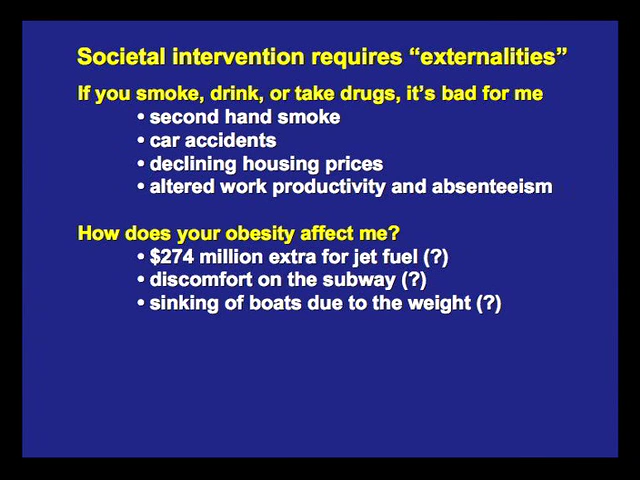 Societal intervention requires “externalities”
If you smoke, drink, or take drugs, it’s bad for me
• second hand smoke
• car accidents
• declining housing prices
• altered work productivity and absenteeism
How does your obesity affect me?
• $274 million extra for jet fuel (?)
• discomfort on the subway (?)
• sinking of boats due to the weight (?)